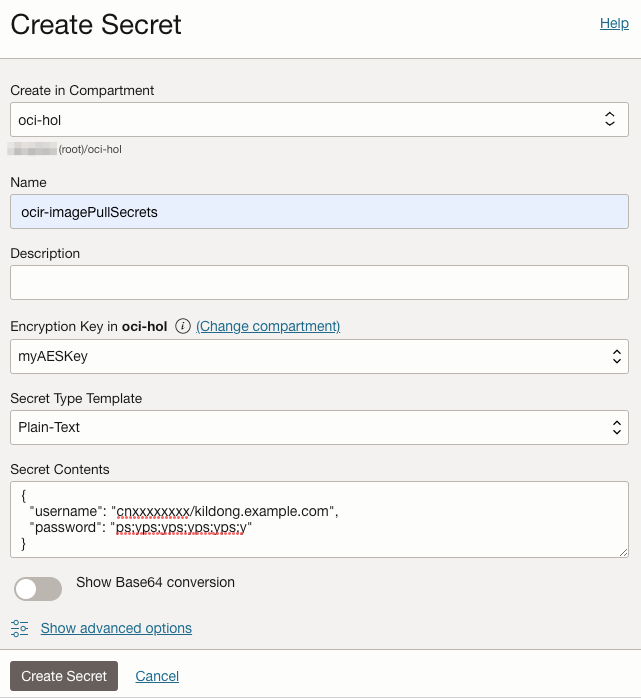 Create Secret
Help
Create in Compartment
oci-hol
(root)/oci-hol
Name
ocir-imagePullSecrets
Description
Encryption Key in oci-hol (Change compartment)
myAESKey
Secret Type Template
Plain-Text
Secret Contents
{
"username": "cnxxxxxxxx/kildong.example.com",
"password": "ps;yps;yps;yps;yps;y"
}
Show Base64 conversion
Show advanced options
Create Secret
Cancel